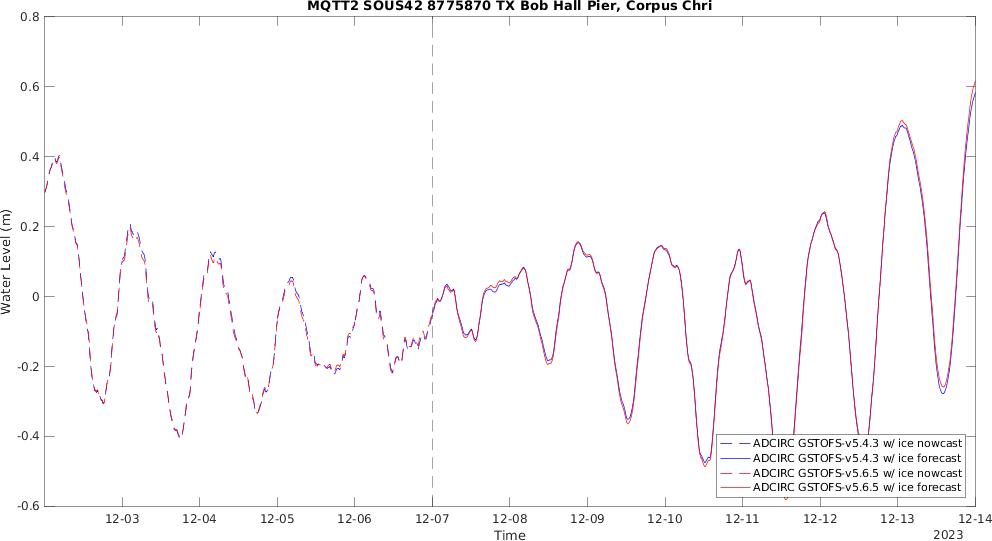 MQTT2 SOUS42 8775870 TX Bob Hall Pier, Corpus Chri
0.8
0.6
0.4
0.2
0
-0.2
-0.4
-0.6
Water Level (m)
ADCIRC GSTOFS-v5.4.3 w/ ice nowcast
ADCIRC GSTOFS-v5.4.3 w/ ice forecast
ADCIRC GSTOFS-v5.6.5 w/ ice nowcast
ADCIRC GSTOFS-v5.6.5 w/ ice forecast
12-03 12-04 12-05 12-06 12-07 12-08 12-09 12-10 12-11 12-12 12-13 12-14
Time
2023